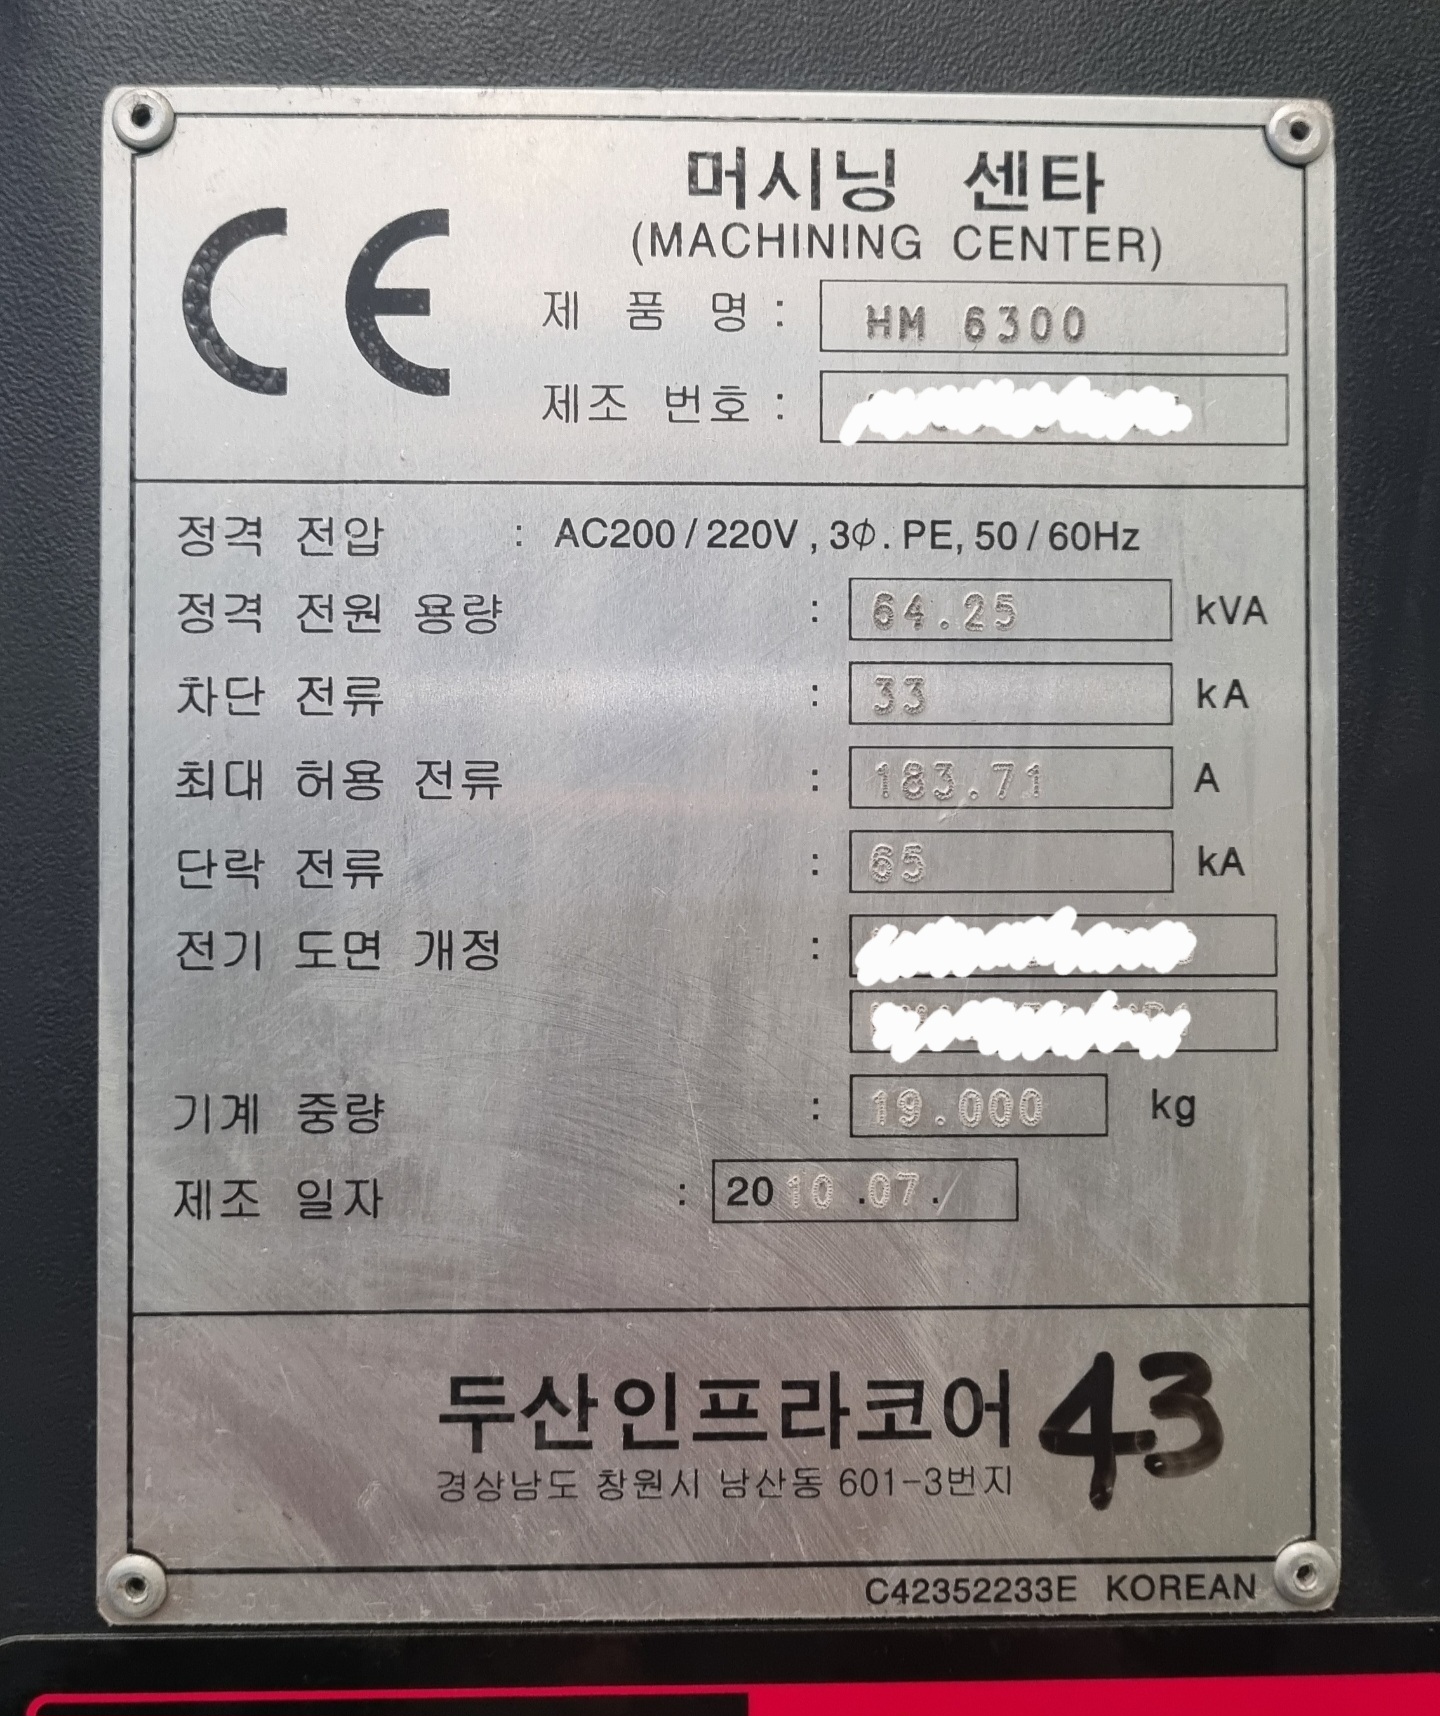 CE
머시닝 센타
(MACHINING CENTER)
제 품 명 : HM 6300
제조 번호 :
정격 전압 : AC200 / 220V , 3Ø . PE, 50 / 60Hz
정격 전원 용량 : 64.25 kVA
차단 전류 : 33 kA
최대 허용 전류 : 183.71 A
단락 전류 : 65 kA
전기 도면 개정 :
기계 중량 : 19.000 kg
제조 일자 : 2010.07./
두산인프라코어 43
경상남도 창원시 남산동 601-3번지
C42352233E KOREAN